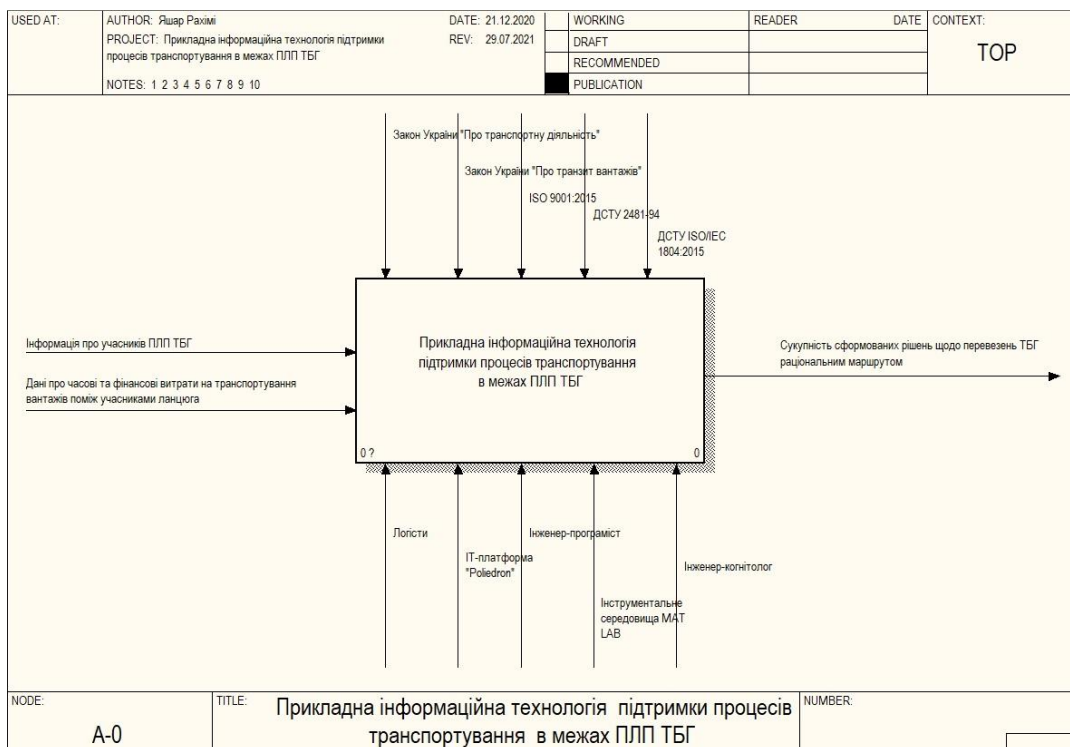 USED AT:
AUTHOR: Яшар Рахімі
DATE: 21.12.2020
WORKING
READER
DATE
CONTEXT:
PROJECT: Прикладна інформаційна технологія підтримки
процесів транспортування в межах ПЛП ТБГ
REV: 29.07.2021
DRAFT
TOP
RECOMMENDED
NOTES: 1 2 3 4 5 6 7 8 9 10
PUBLICATION
Закон України "Про транспортну діяльність"
Закон України "Про транзит вантажів"
ISO 9001:2015
ДСТУ 2481-94
ДСТУ ISO/IEC
1804:2015
Інформація про учасників ПЛП ТБГ
Дані про часові та фінансові витрати на транспортування
вантажів поміж учасниками ланцюга
Прикладна інформаційна технологія
підтримки процесів транспортування
в межах ПЛП ТБГ
0 ?
0
Сукупність сформованих рішень щодо перевезень ТБГ
раціональним маршрутом
Логісти
ІТ-платформа
"Poliedron"
Інженер-програміст
Інструментальне
середовища MAT
LAB
Інженер-когнітолог
NODE:
A-0
TITLE:
Прикладна інформаційна технологія підтримки процесів
транспортування в межах ПЛП ТБГ
NUMBER: